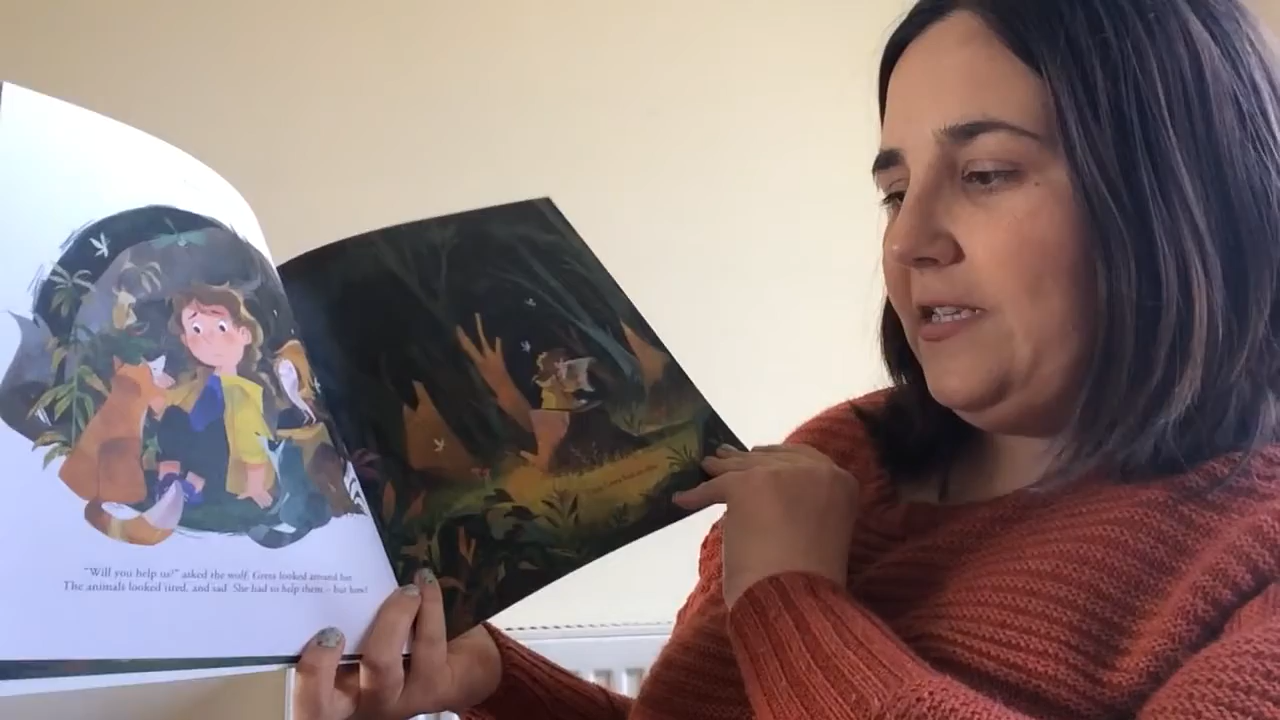 "Will you help us?" asked the wolf. Greta looked around her.
The animals looked tired, and sad. She had to help them – but how?